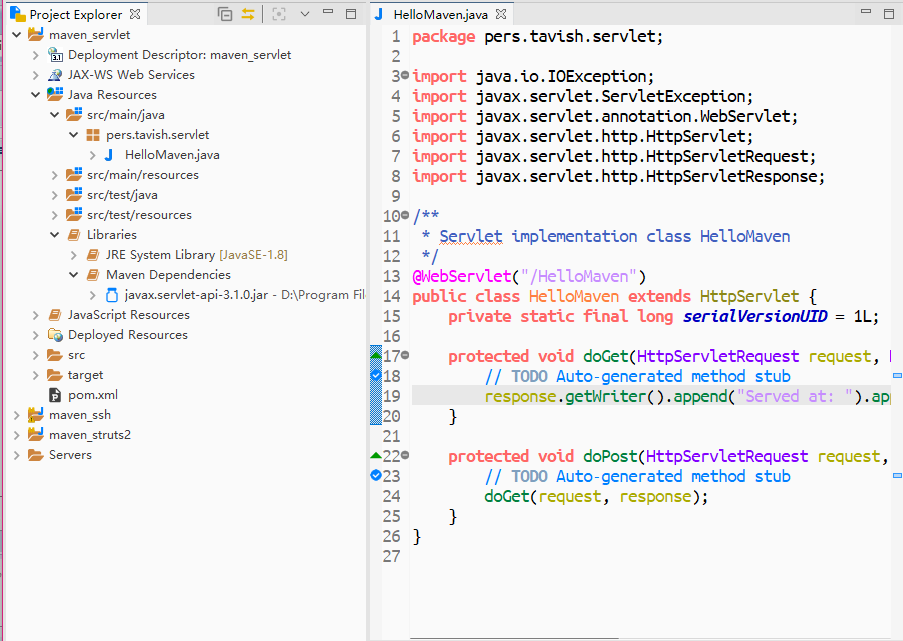 Project Explorer
maven_servlet
Deployment Descriptor: maven_servlet
JAX-WS Web Services
Java Resources
src/main/java
pers.tavish.servlet
HelloMaven.java
src/main/resources
src/test/java
src/test/resources
Libraries
JRE System Library [JavaSE-1.8]
Maven Dependencies
javax.servlet-api-3.1.0.jar - D:\Program Fil
JavaScript Resources
Deployed Resources
src
target
pom.xml
maven_ssh
maven_struts2
Servers
HelloMaven.java
1 package pers.tavish.servlet;
2
3 import java.io.IOException;
4 import javax.servlet.ServletException;
5 import javax.servlet.annotation.WebServlet;
6 import javax.servlet.http.HttpServlet;
7 import javax.servlet.http.HttpServletRequest;
8 import javax.servlet.http.HttpServletResponse;
9
10 /**
11 * Servlet implementation class HelloMaven
12 */
13 @WebServlet("/HelloMaven")
14 public class HelloMaven extends HttpServlet {
15 private static final long serialVersionUID = 1L;
16
17 protected void doGet(HttpServletRequest request,
18 // TODO Auto-generated method stub
19 response.getWriter().append("Served at: ").ap
20 }
21
22 protected void doPost(HttpServletRequest request,
23 // TODO Auto-generated method stub
24 doGet(request, response);
25 }
26 }
27